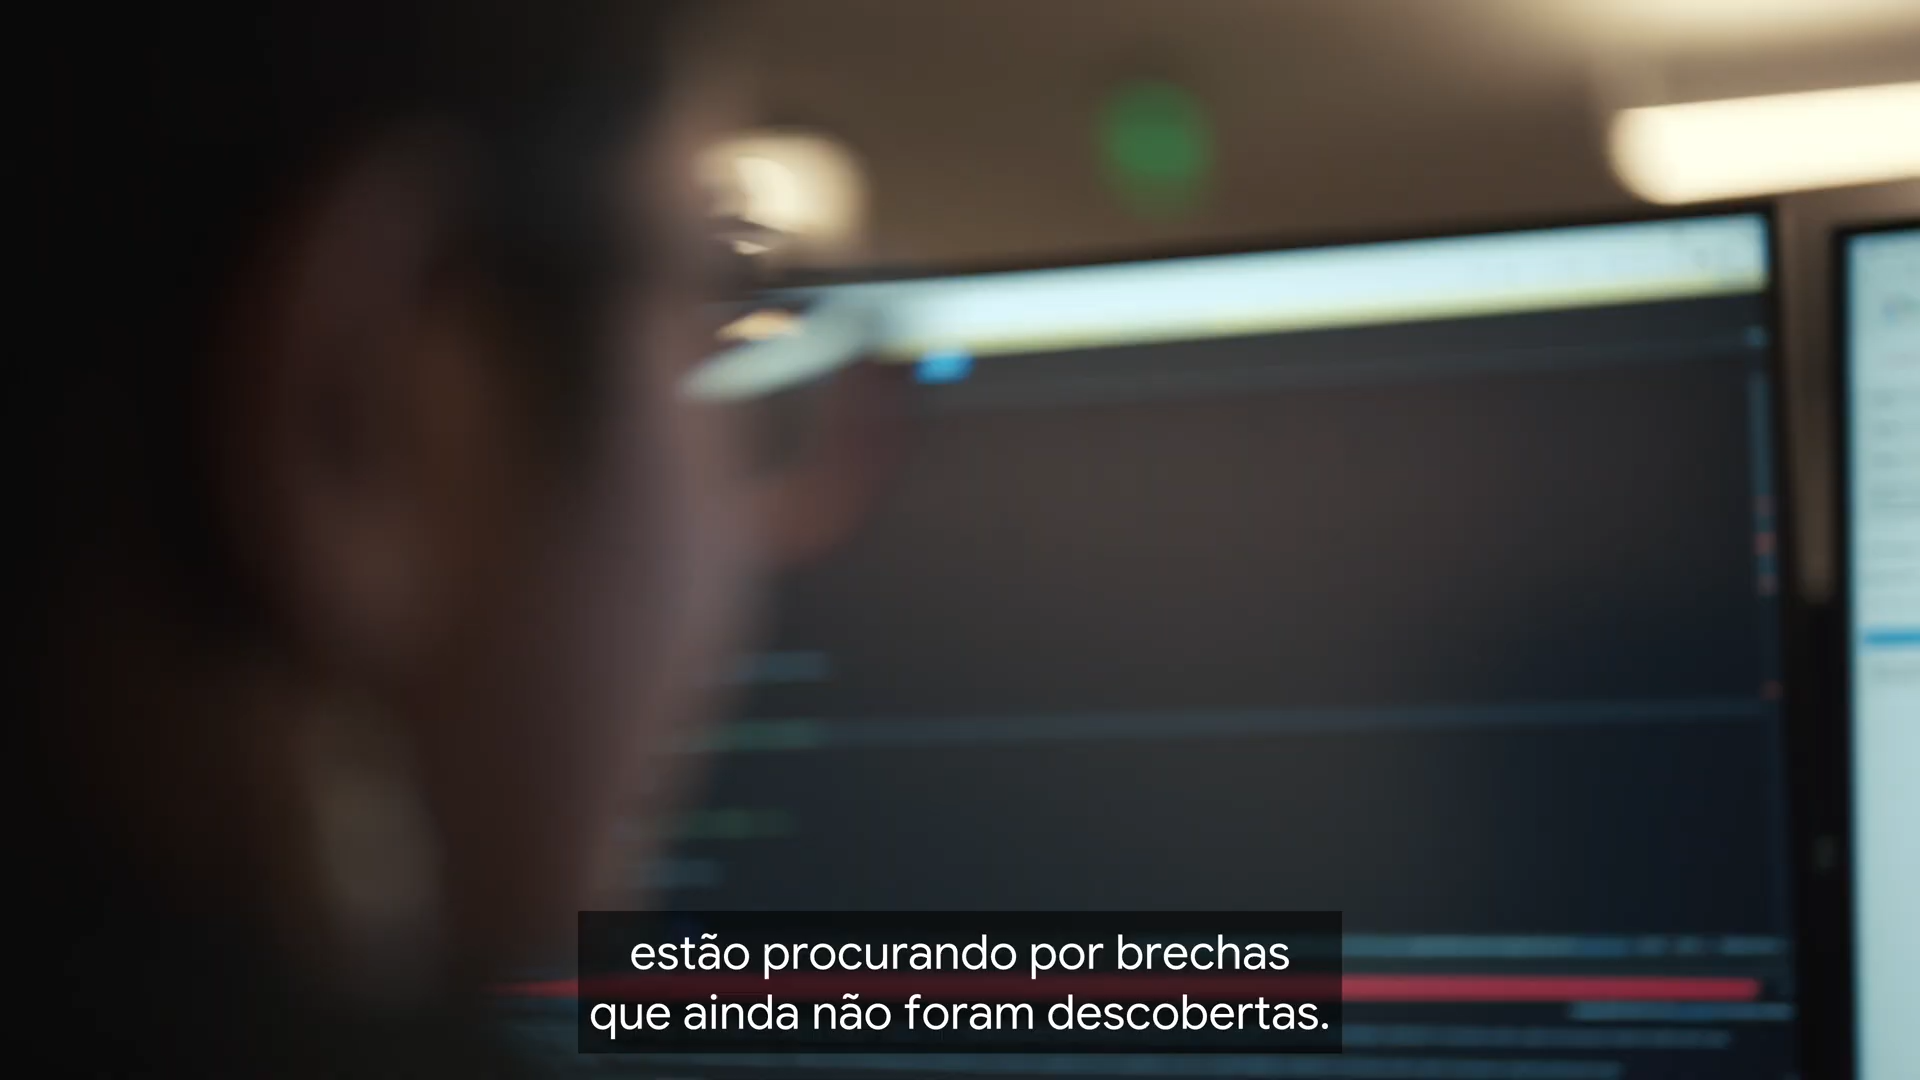 estão procurando por brechas
que ainda não foram descobertas.